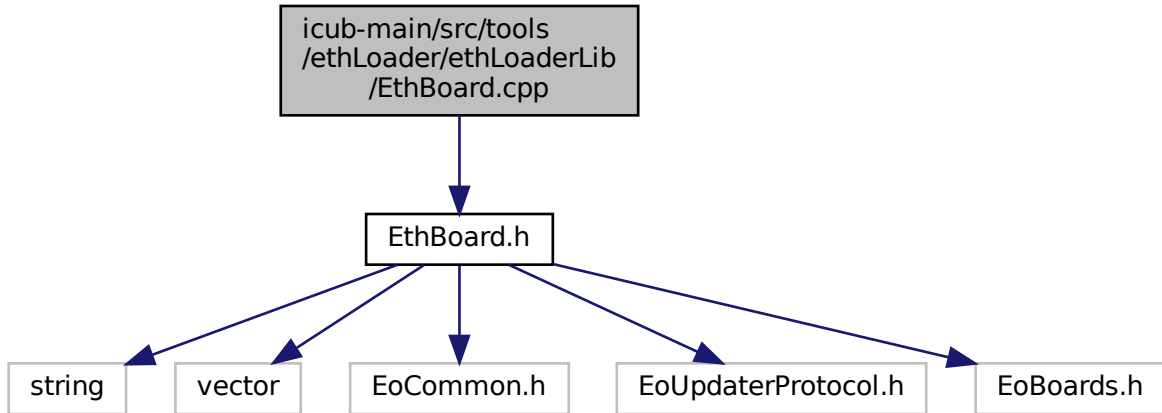 icub-main/src/tools
/ethLoader/ethLoaderLib
/EthBoard.cpp
EthBoard.h
string
vector
EoCommon.h
EoUpdaterProtocol.h
EoBoards.h